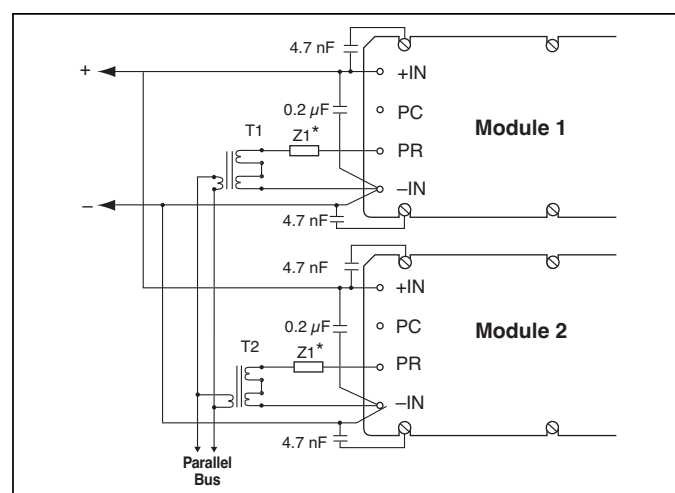 4.7 nF
+
+IN
0.2 µF
PC
T1
Z1*
Module 1
PR
–IN
–
4.7 nF
4.7 nF
+IN
0.2 µF
PC
Module 2
T2
Z1*
PR
–IN
4.7 nF
Parallel
Bus